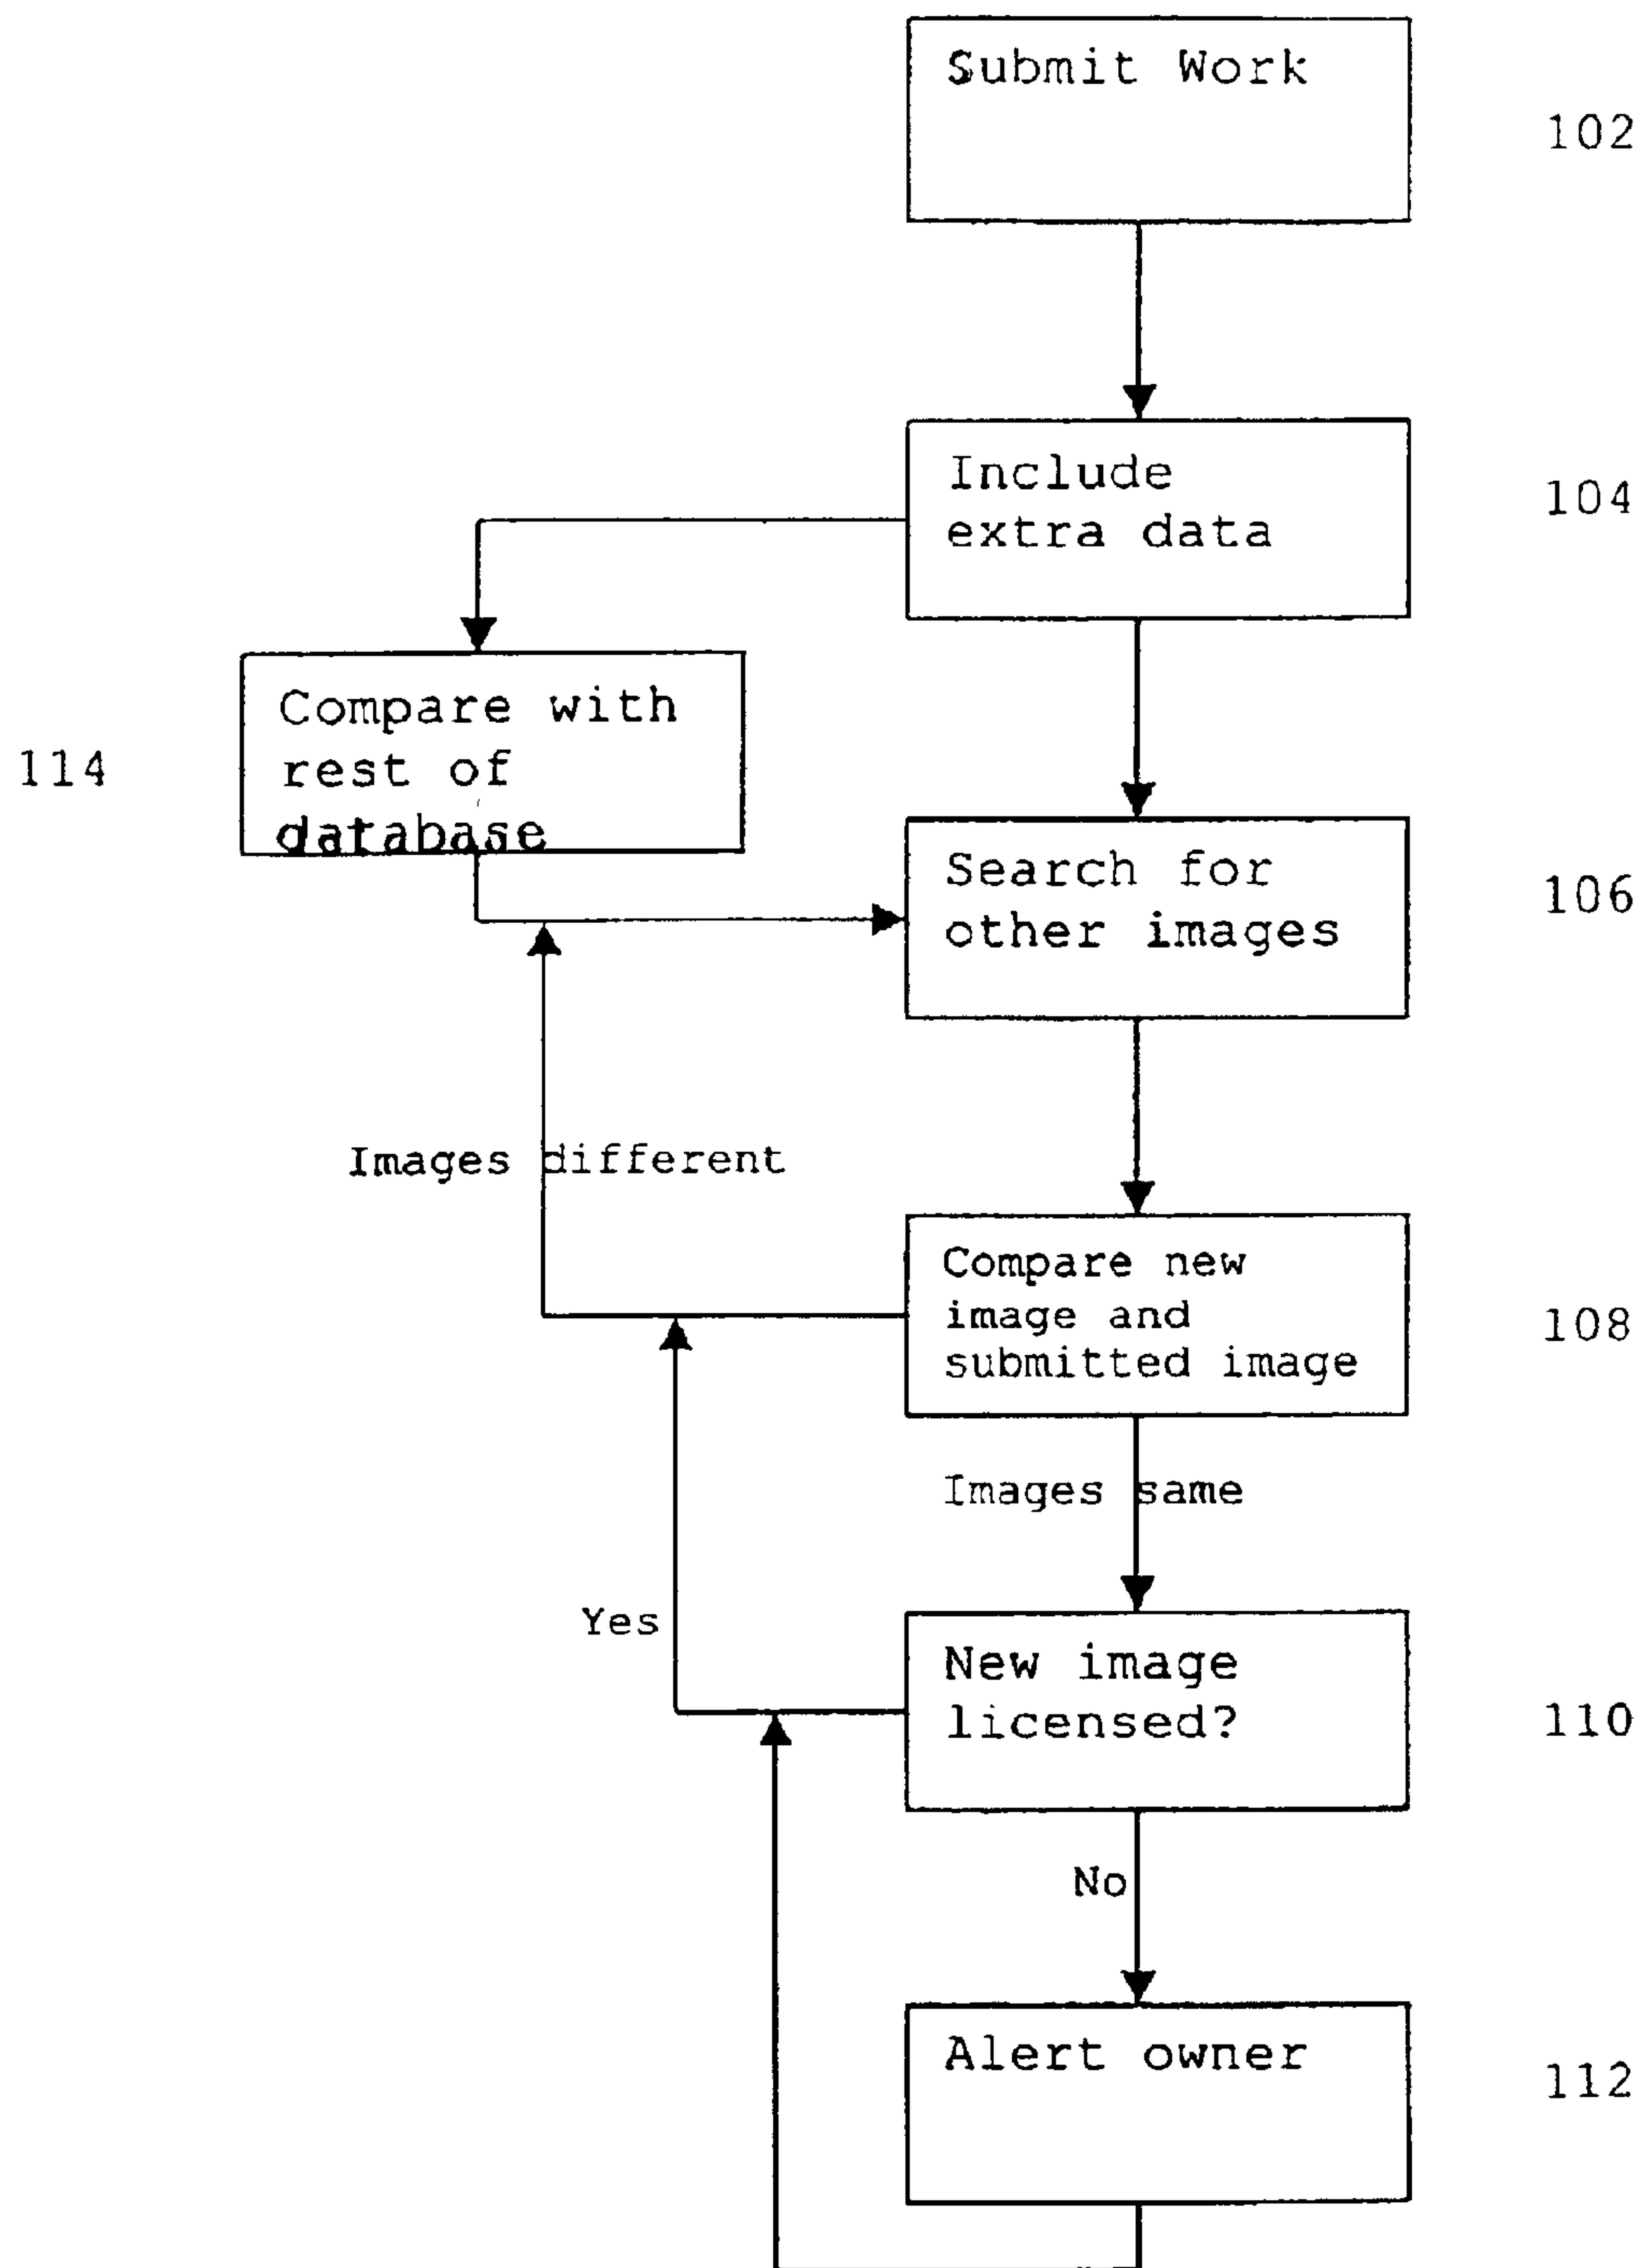 Submit Work
102
Include
extra data
104
Compare with
rest of
database
114
Search for
other images
106
Images different
Compare new
image and
submitted image
108
Images same
Yes
New image
licensed?
110
No
Alert owner
112